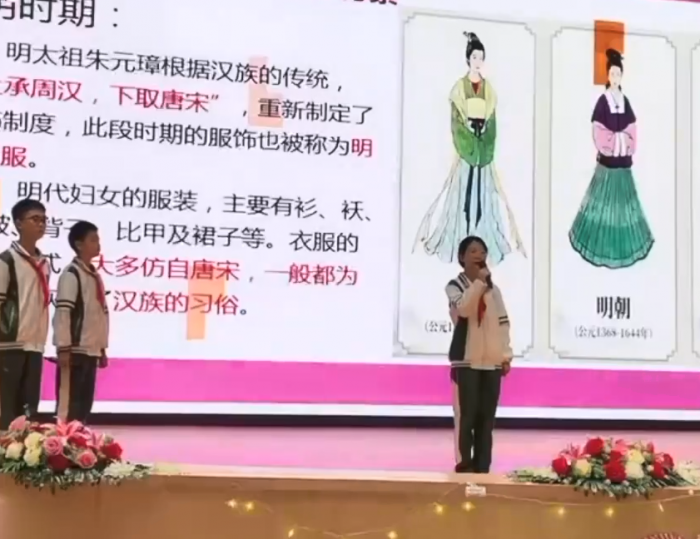 时期：
明太祖朱元璋根据汉族的传统，
承周汉，下取唐宋”，重新制定了
制度，此段时期的服饰也被称为明
服。
明代妇女的服装，主要有衫、袄、
背子、比甲及裙子等。衣服的
大多仿自唐宋，一般都为
了汉族的习俗。
(公元1
明朝
(公元1368-1644年)